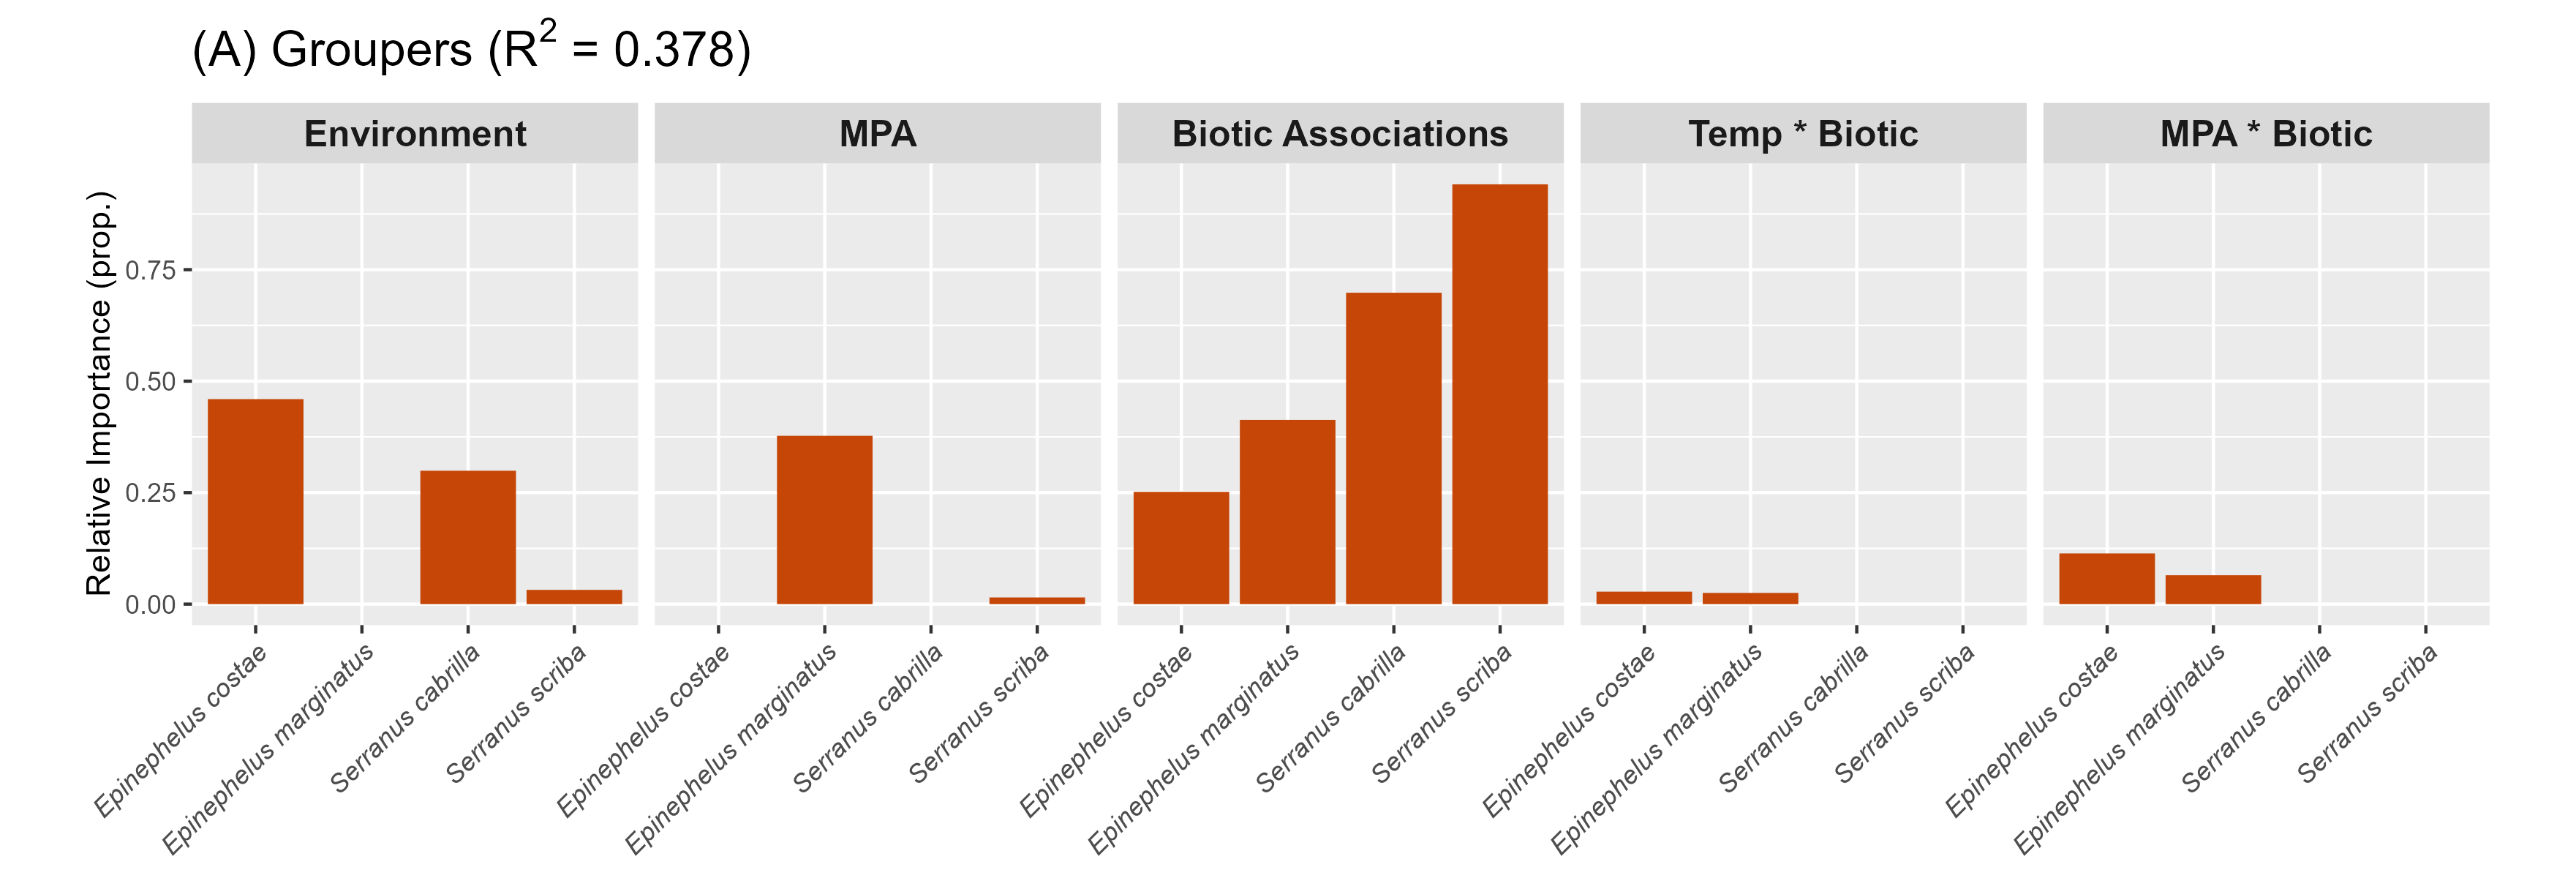 (A) Groupers (R² = 0.378)
Environment
MPA
Biotic Associations
Temp * Biotic
MPA * Biotic
Relative Importance (prop.)
0.75
0.50
0.25
0.00
Epinephelus costae
Epinephelus marginatus
Serranus cabrilla
Serranus scriba
Epinephelus costae
Epinephelus marginatus
Serranus cabrilla
Serranus scriba
Epinephelus costae
Epinephelus marginatus
Serranus cabrilla
Serranus scriba
Epinephelus costae
Epinephelus marginatus
Serranus cabrilla
Serranus scriba
Epinephelus costae
Epinephelus marginatus
Serranus cabrilla
Serranus scriba